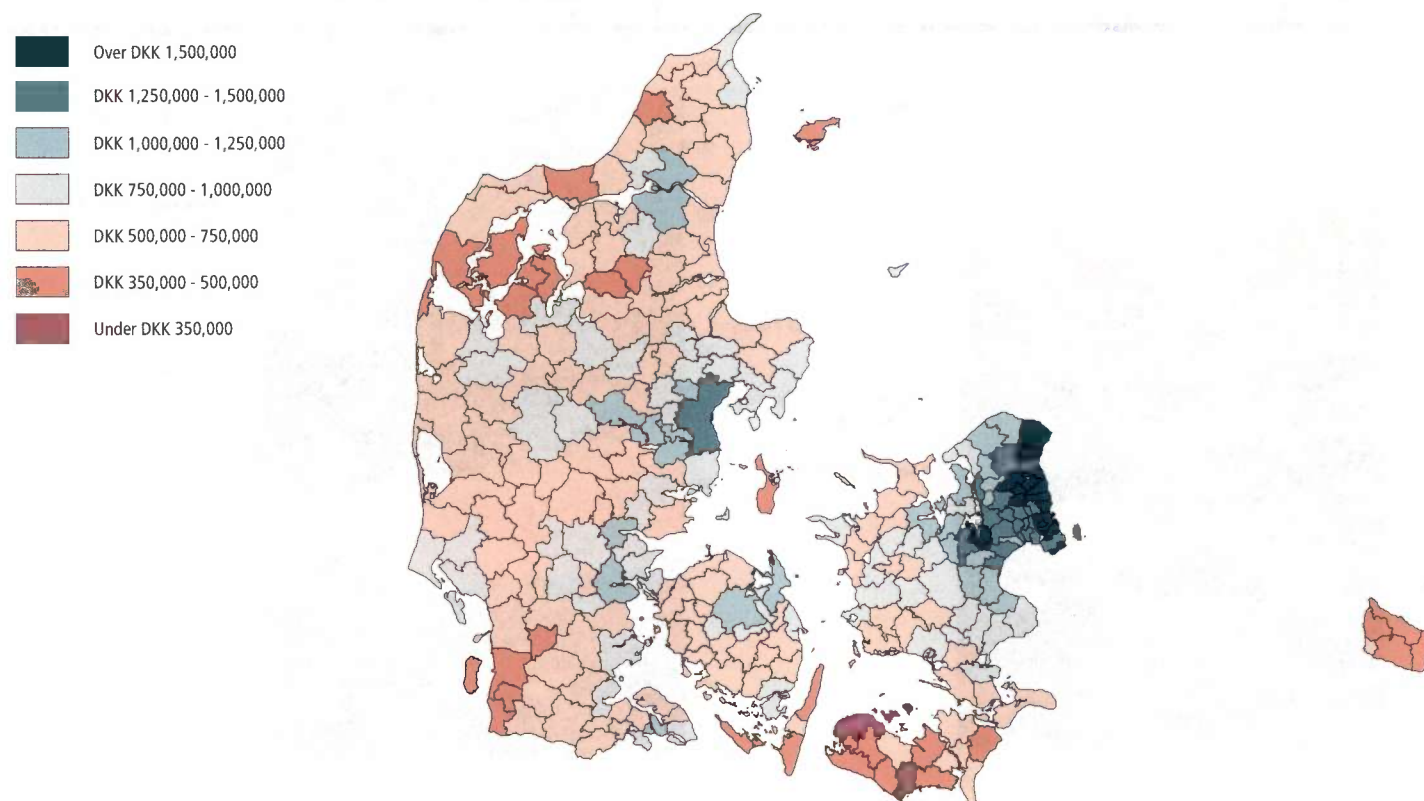 Over DKK 1,500,000
DKK 1,250,000 - 1,500,000
DKK 1,000,000 - 1,250,000
DKK 750,000 - 1,000,000
DKK 500,000 - 750,000
DKK 350,000 - 500,000
Under DKK 350,000